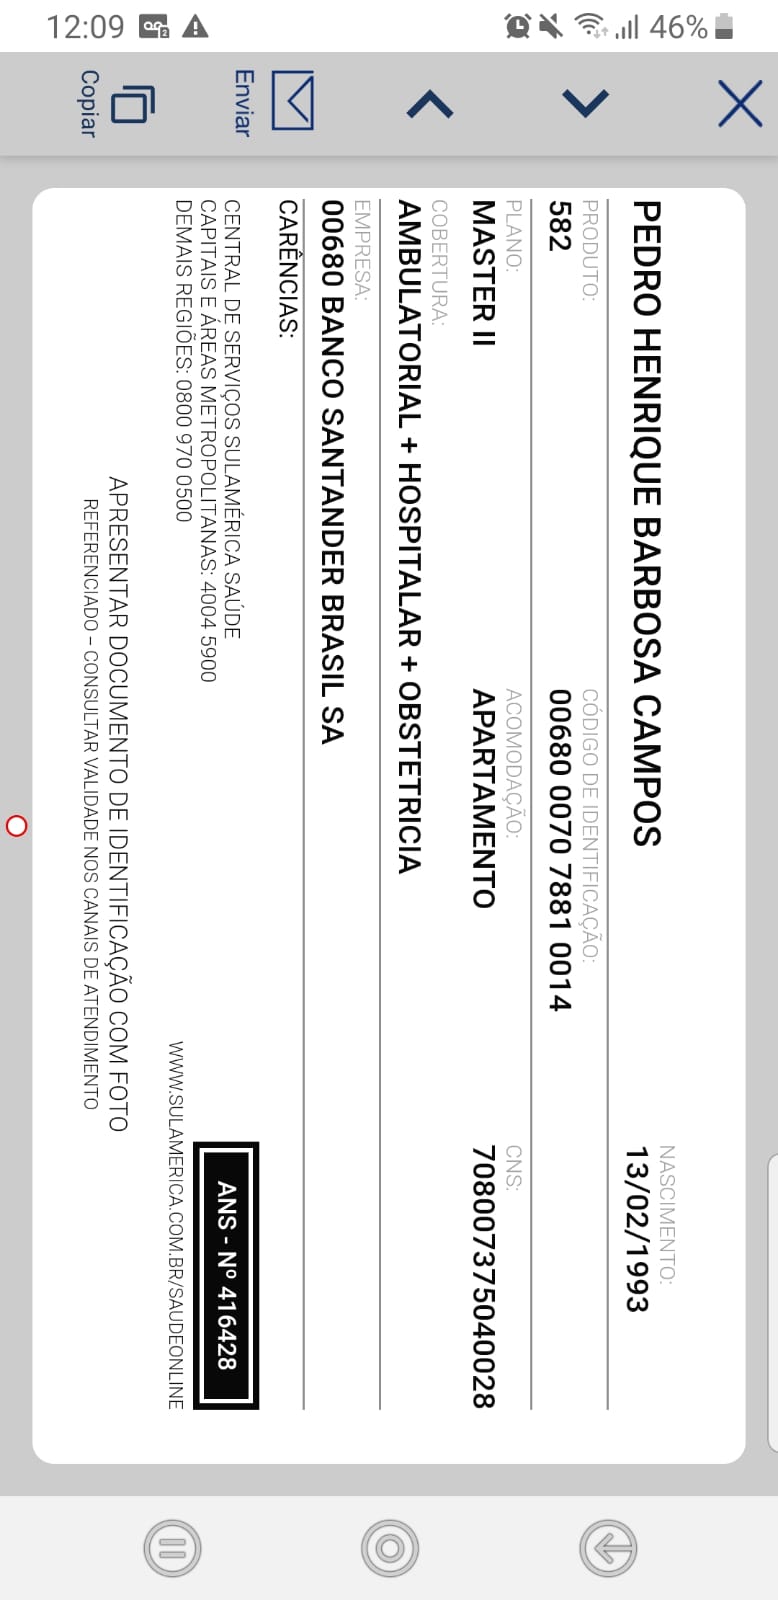 12:09
46%
Copiar
Enviar
PEDRO HENRIQUE BARBOSA CAMPOS
NASCIMENTO:
13/02/1993
PRODUTO:
582
CÓDIGO DE IDENTIFICAÇÃO:
00680 0070 7881 0014
PLANO:
MASTER II
ACOMODAÇÃO:
APARTAMENTO
CNS:
708007375040028
COBERTURA:
AMBULATORIAL + HOSPITALAR + OBSTETRICIA
EMPRESA:
00680 BANCO SANTANDER BRASIL SA
CARÊNCIAS:
CENTRAL DE SERVIÇOS SULAMÉRICA SAÚDE
CAPITAIS E ÁREAS METROPOLITANAS: 4004 5900
DEMAIS REGIÕES: 0800 970 0500
ANS - Nº 416428
WWW.SULAMERICA.COM.BR/SAUDEONLINE
APRESENTAR DOCUMENTO DE IDENTIFICAÇÃO COM FOTO
REFERENCIADO - CONSULTAR VALIDADE NOS CANAIS DE ATENDIMENTO